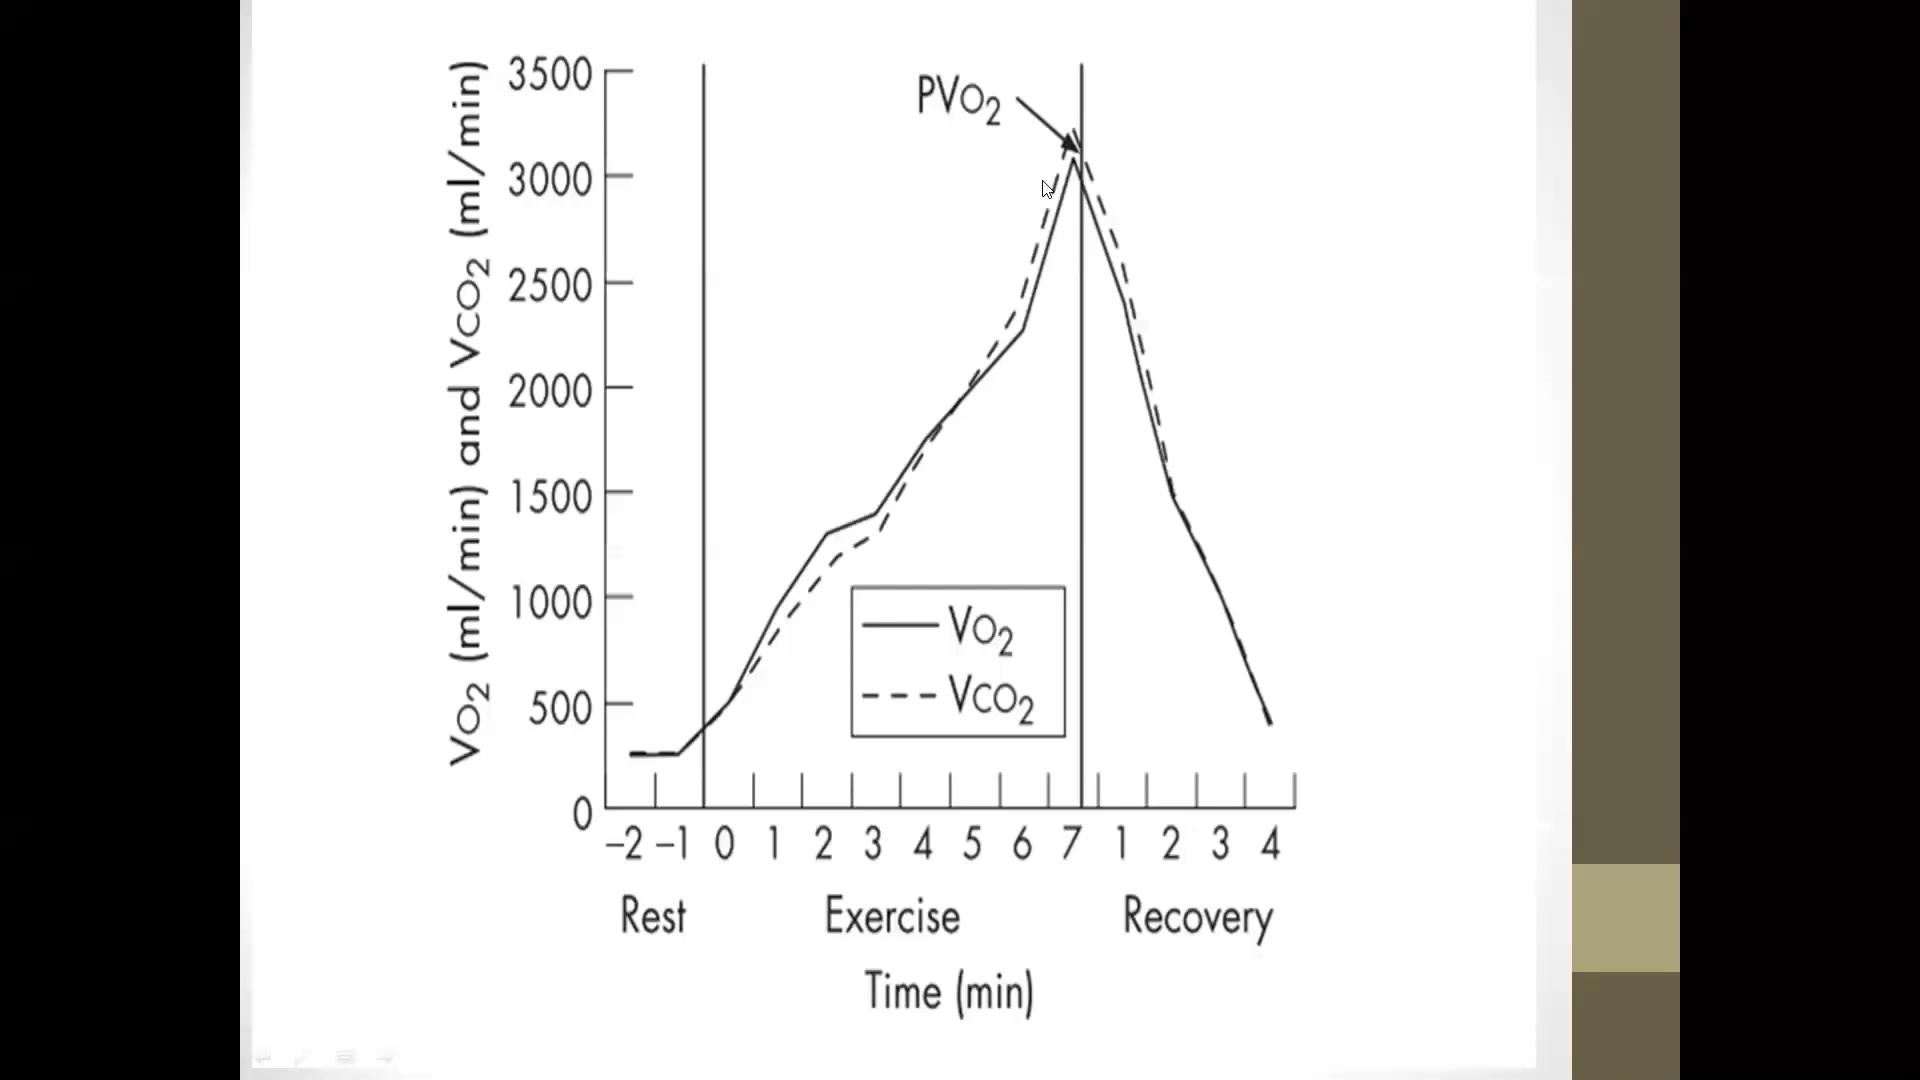 VO2 (ml/min) and VCO2 (ml/min)
3500
3000
2500
2000
1500
1000
500
0
PVO2
VO2
VCO2
–2 –1 0 1 2 3 4 5 6 7 1 2 3 4
Rest Exercise Recovery
Time (min)